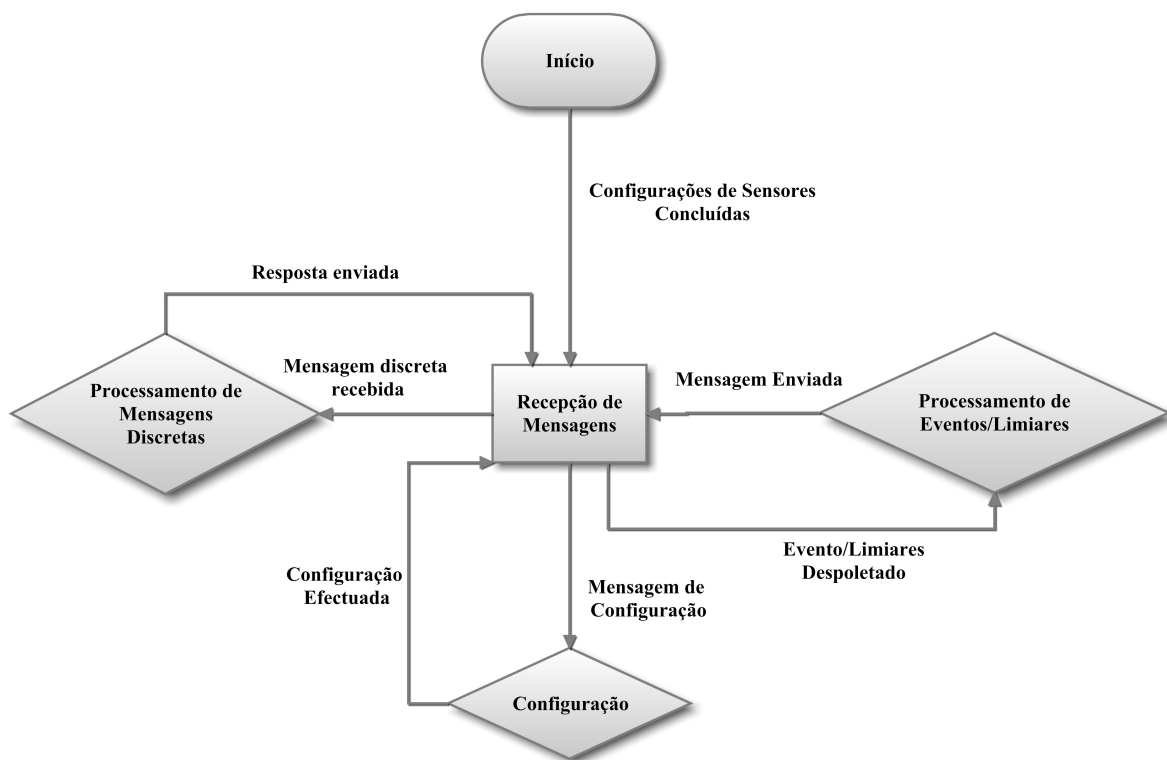 Início
Configurações de Sensores
Concluídas
Resposta enviada
Mensagem discreta
recebida
Mensagem Enviada
Processamento de
Mensagens
Discretas
Recepção de
Mensagens
Processamento de
Eventos/Limiares
Evento/Limiares
Despoletado
Configuração
Efectuada
Mensagem de
Configuração
Configuração